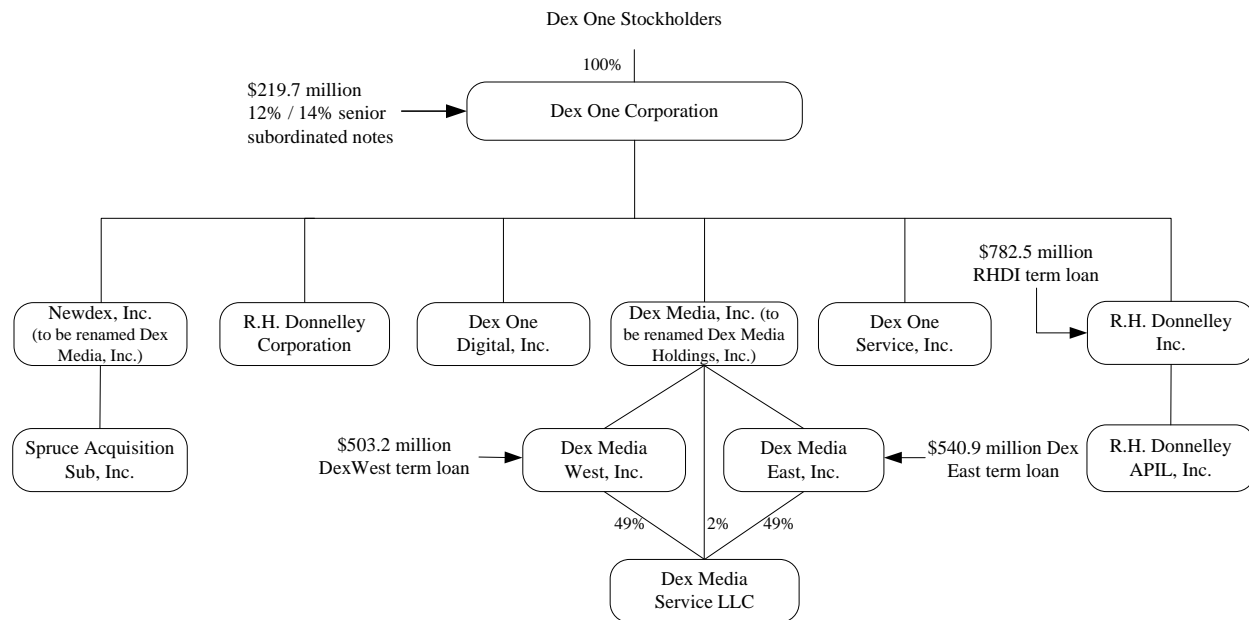 Dex One Stockholders
100%
$219.7 million
12% / 14% senior
subordinated notes
Dex One Corporation
$782.5 million
RHDI term loan
Newdex, Inc.
(to be renamed Dex
Media, Inc.)
R.H. Donnelley
Corporation
Dex One
Digital, Inc.
Dex Media, Inc. (to
be renamed Dex Media
Holdings, Inc.)
Dex One
Service, Inc.
R.H. Donnelley
Inc.
Spruce Acquisition
Sub, Inc.
$503.2 million
DexWest term loan
Dex Media
West, Inc.
Dex Media
East, Inc.
$540.9 million Dex
East term loan
R.H. Donnelley
APIL, Inc.
49%
2%
49%
Dex Media
Service LLC